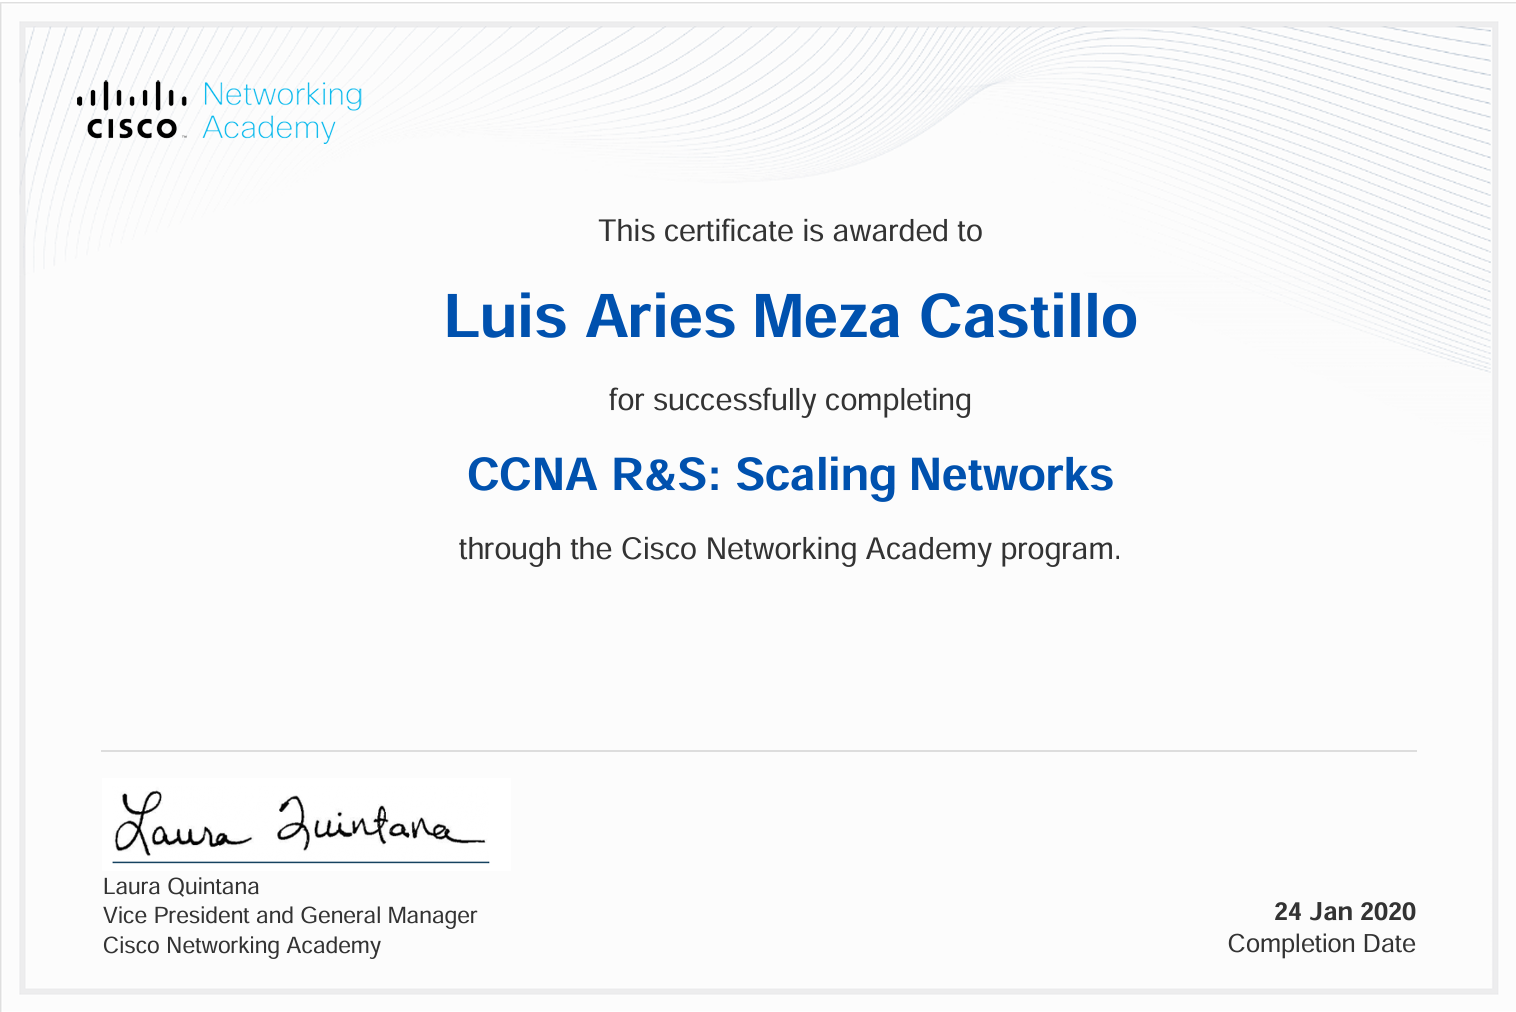 Networking
CISCO™ Academy
This certificate is awarded to
Luis Aries Meza Castillo
for successfully completing
CCNA R&S: Scaling Networks
through the Cisco Networking Academy program.
Laura Quintana
Laura Quintana
Vice President and General Manager
Cisco Networking Academy
24 Jan 2020
Completion Date